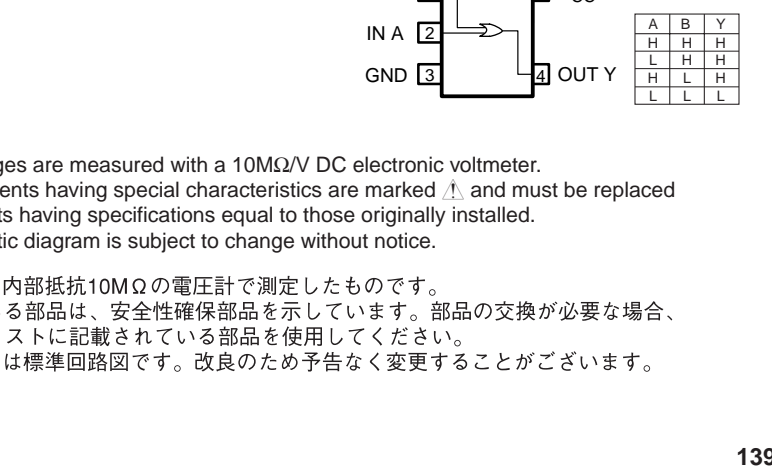 IN A 2
GND 3
4 OUT Y
A B Y
H H H
L H H
H L H
L L L
ges are measured with a 10MΩ/V DC electronic voltmeter.
ents having special characteristics are marked ⚠ and must be replaced
ts having specifications equal to those originally installed.
tic diagram is subject to change without notice.
内部抵抗10MΩの電圧計で測定したものです。
る部品は、安全性確保部品を示しています。部品の交換が必要な場合、
ストに記載されている部品を使用してください。
は標準回路図です。改良のため予告なく変更することがございます。
139